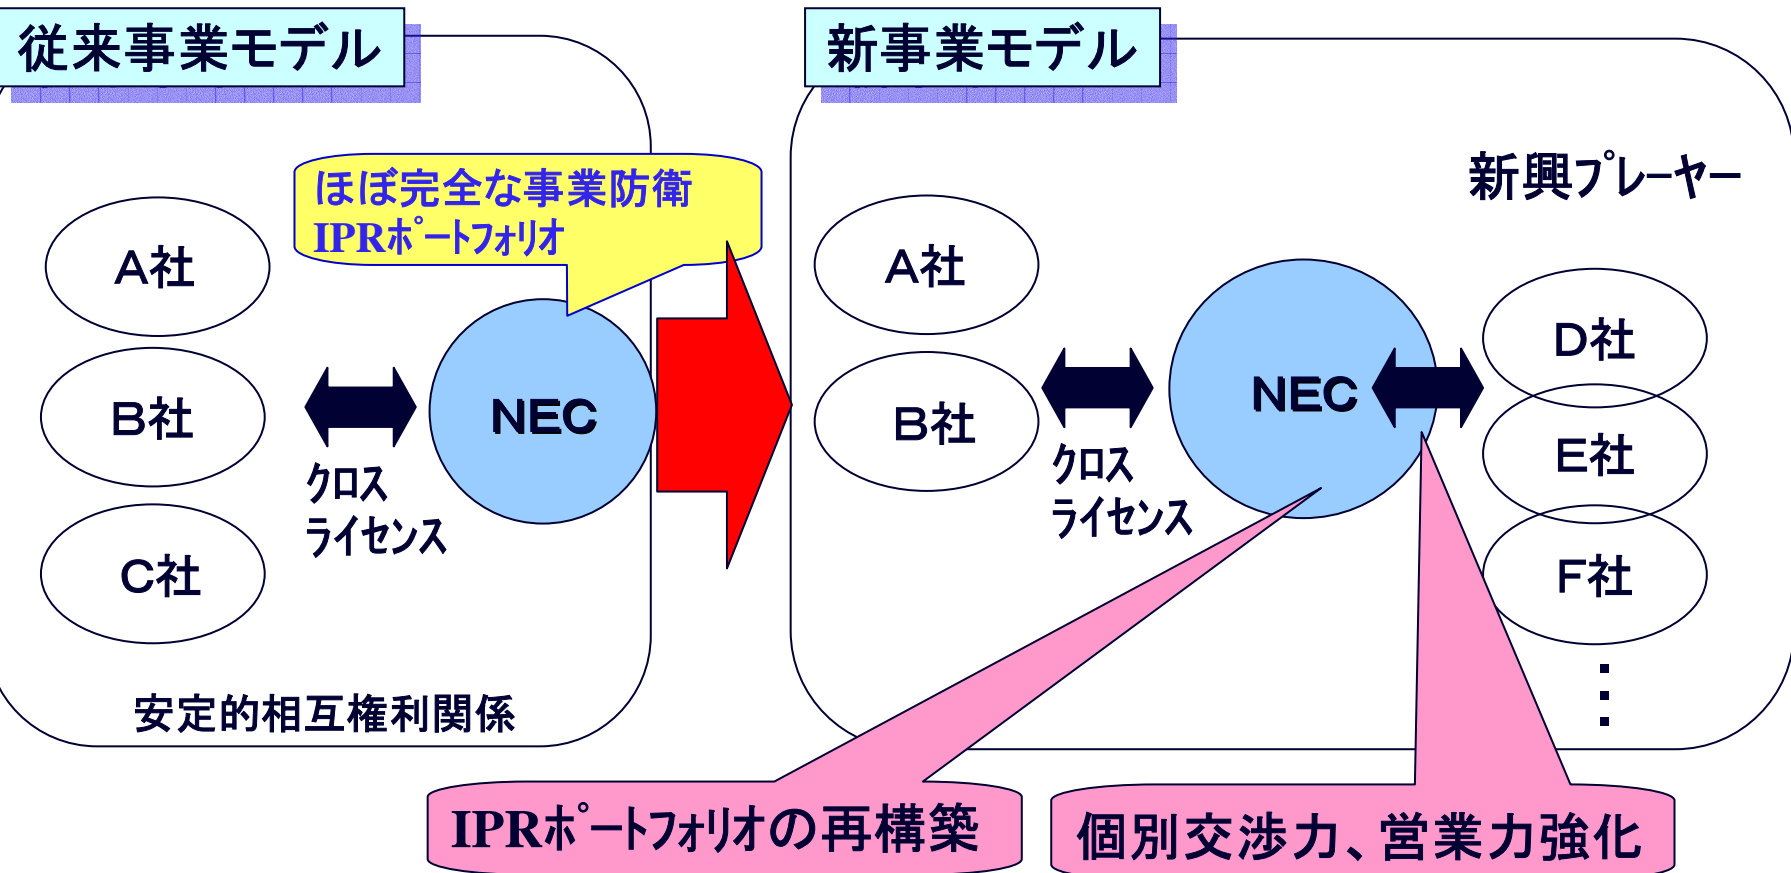 従来事業モデル
ほぼ完全な事業防衛
IPRﾎﾟｰﾄﾌｫﾘｵ
A社
B社
C社
クロス
ライセンス
NEC
安定的相互権利関係
新事業モデル
新興プレーヤー
A社
B社
クロス
ライセンス
NEC
D社
E社
F社
IPRﾎﾟｰﾄﾌｫﾘｵの再構築
個別交渉力、営業力強化